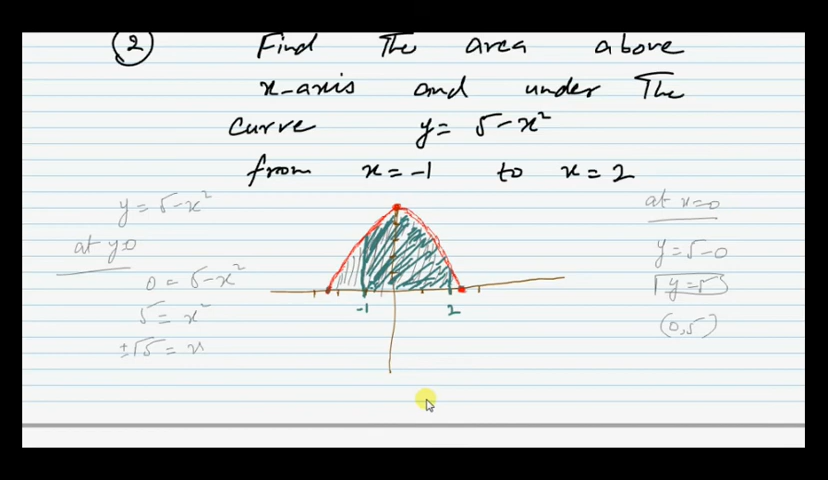 2 Find The area above
x-axis and under The
curve y = 5-x²
from x = -1 to x = 2
y = 5-x²
at y=0
0 = 5-x²
5 = x²
±√5 = x
-1 2
at x=0
y = 5-0
y = 5
(0,5)